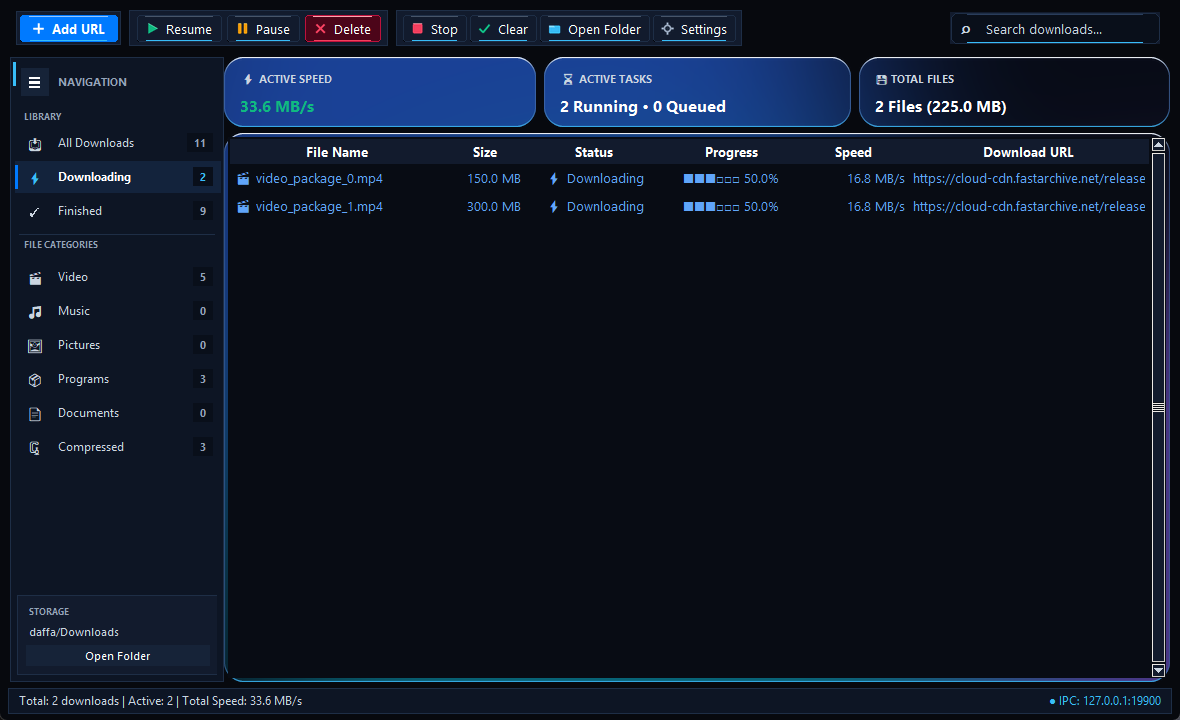 + Add URL Resume Pause Delete Stop Clear Open Folder Settings Search downloads...
NAVIGATION
LIBRARY
All Downloads 11
Downloading 2
Finished 9
FILE CATEGORIES
Video 5
Music 0
Pictures 0
Programs 3
Documents 0
Compressed 3
STORAGE
daffa/Downloads
Open Folder
ACTIVE SPEED
33.6 MB/s
ACTIVE TASKS
2 Running • 0 Queued
TOTAL FILES
2 Files (225.0 MB)
File Name Size Status Progress Speed Download URL
video_package_0.mp4 150.0 MB Downloading ■■■□□□ 50.0% 16.8 MB/s https://cloud-cdn.fastarchive.net/release
video_package_1.mp4 300.0 MB Downloading ■■■□□□ 50.0% 16.8 MB/s https://cloud-cdn.fastarchive.net/release
Total: 2 downloads | Active: 2 | Total Speed: 33.6 MB/s ● IPC: 127.0.0.1:19900